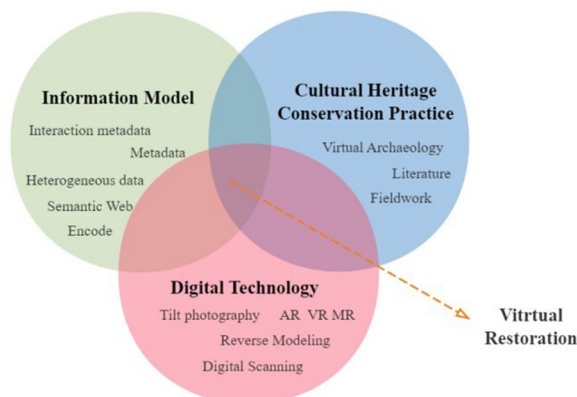 Information Model
Interaction metadata
Metadata
Heterogeneous data
Semantic Web
Encode
Cultural Heritage
Conservation Practice
Virtual Archaeology
Literature
Fieldwork
Digital Technology
Tilt photography AR VR MR
Reverse Modeling
Digital Scanning
Vitrtual
Restoration